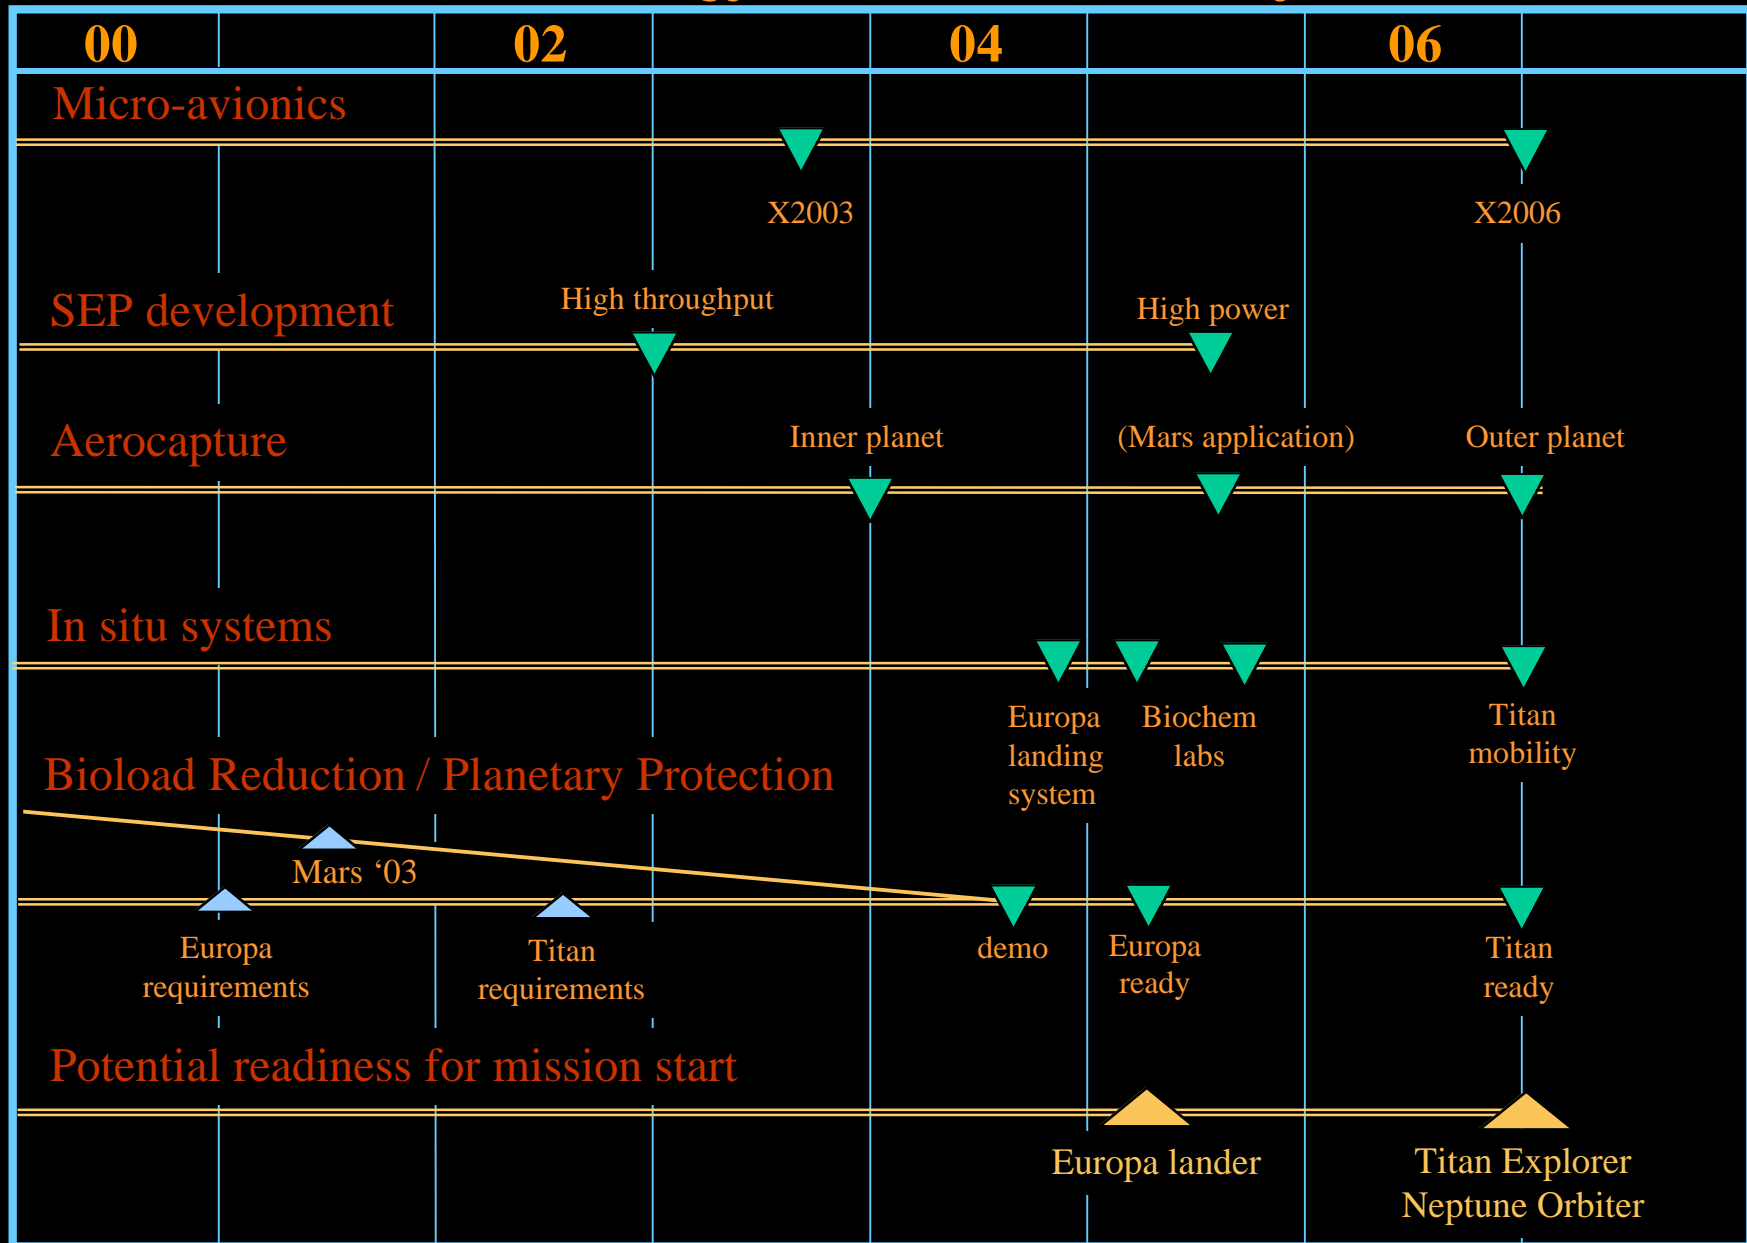 00 02 04 06
Micro-avionics
X2003 X2006
SEP development
High throughput
High power
Aerocapture
Inner planet (Mars application) Outer planet
In situ systems
Europa
landing
system
Biochem
labs
Titan
mobility
Bioload Reduction / Planetary Protection
Mars ‘03
Europa
requirements
Titan
requirements
demo
Europa
ready
Titan
ready
Potential readiness for mission start
Europa lander
Titan Explorer
Neptune Orbiter